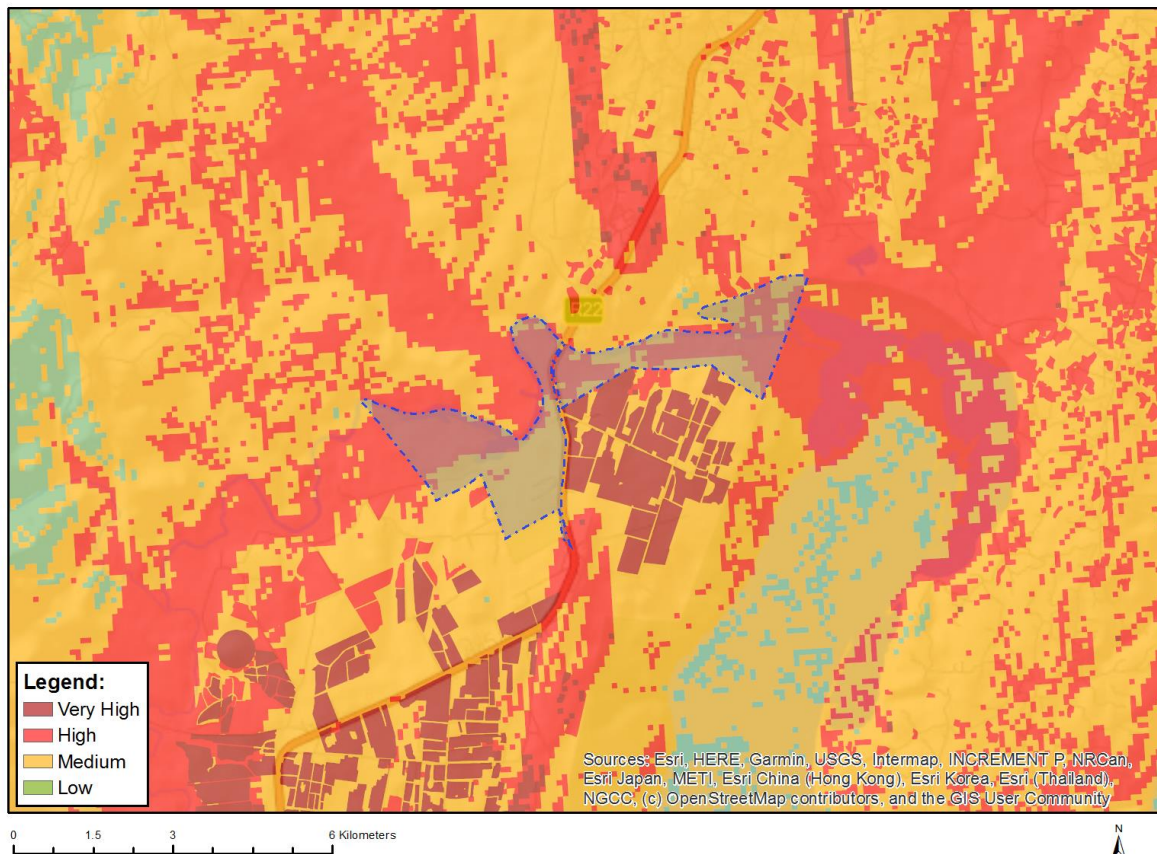 R22
Legend:
Very High
High
Medium
Low
Sources: Esri, HERE, Garmin, USGS, Intermap, INCREMENT P, NRCan,
Esri Japan, METI, Esri China (Hong Kong), Esri Korea, Esri (Thailand),
NGCC, (c) OpenStreetMap contributors, and the GIS User Community
0 1.5 3 6 Kilometers
N